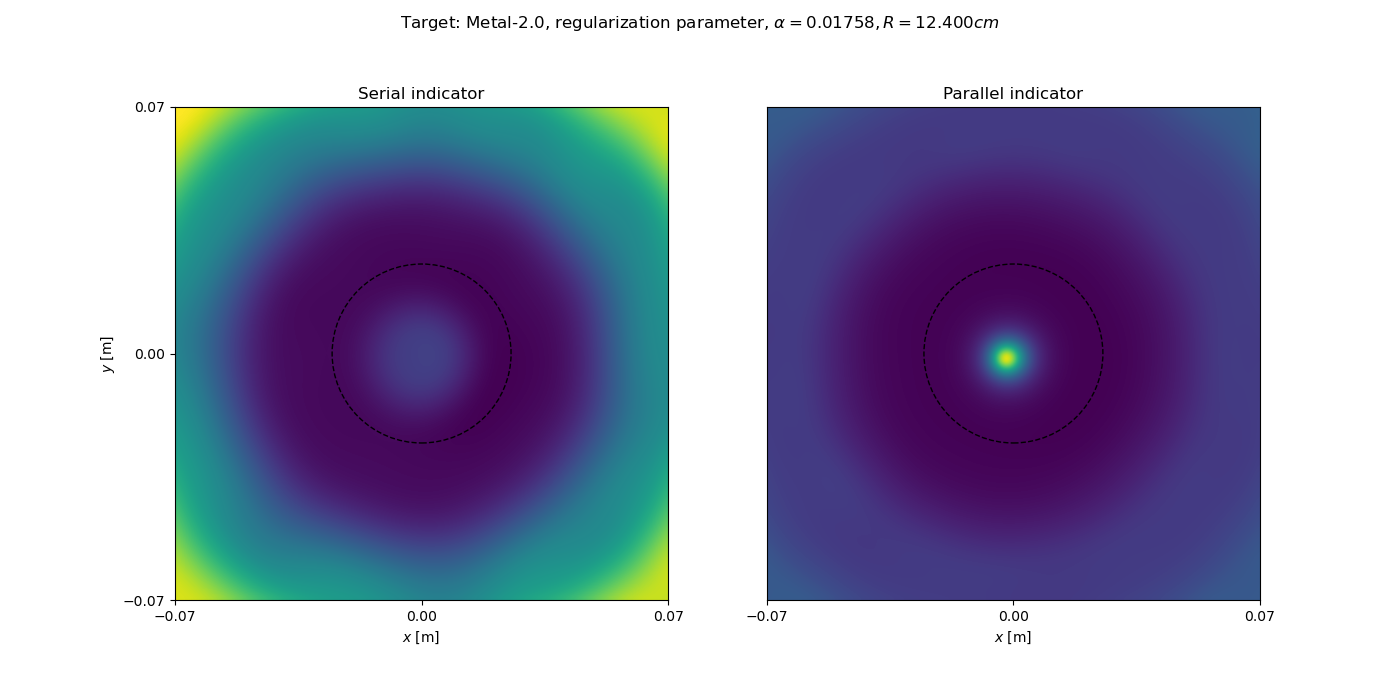 Target: Metal-2.0, regularization parameter, α = 0.01758, R = 12.400cm
Serial indicator
Parallel indicator
0.07
0.00
−0.07
y [m]
−0.07
0.00
0.07
x [m]
−0.07
0.00
0.07
x [m]